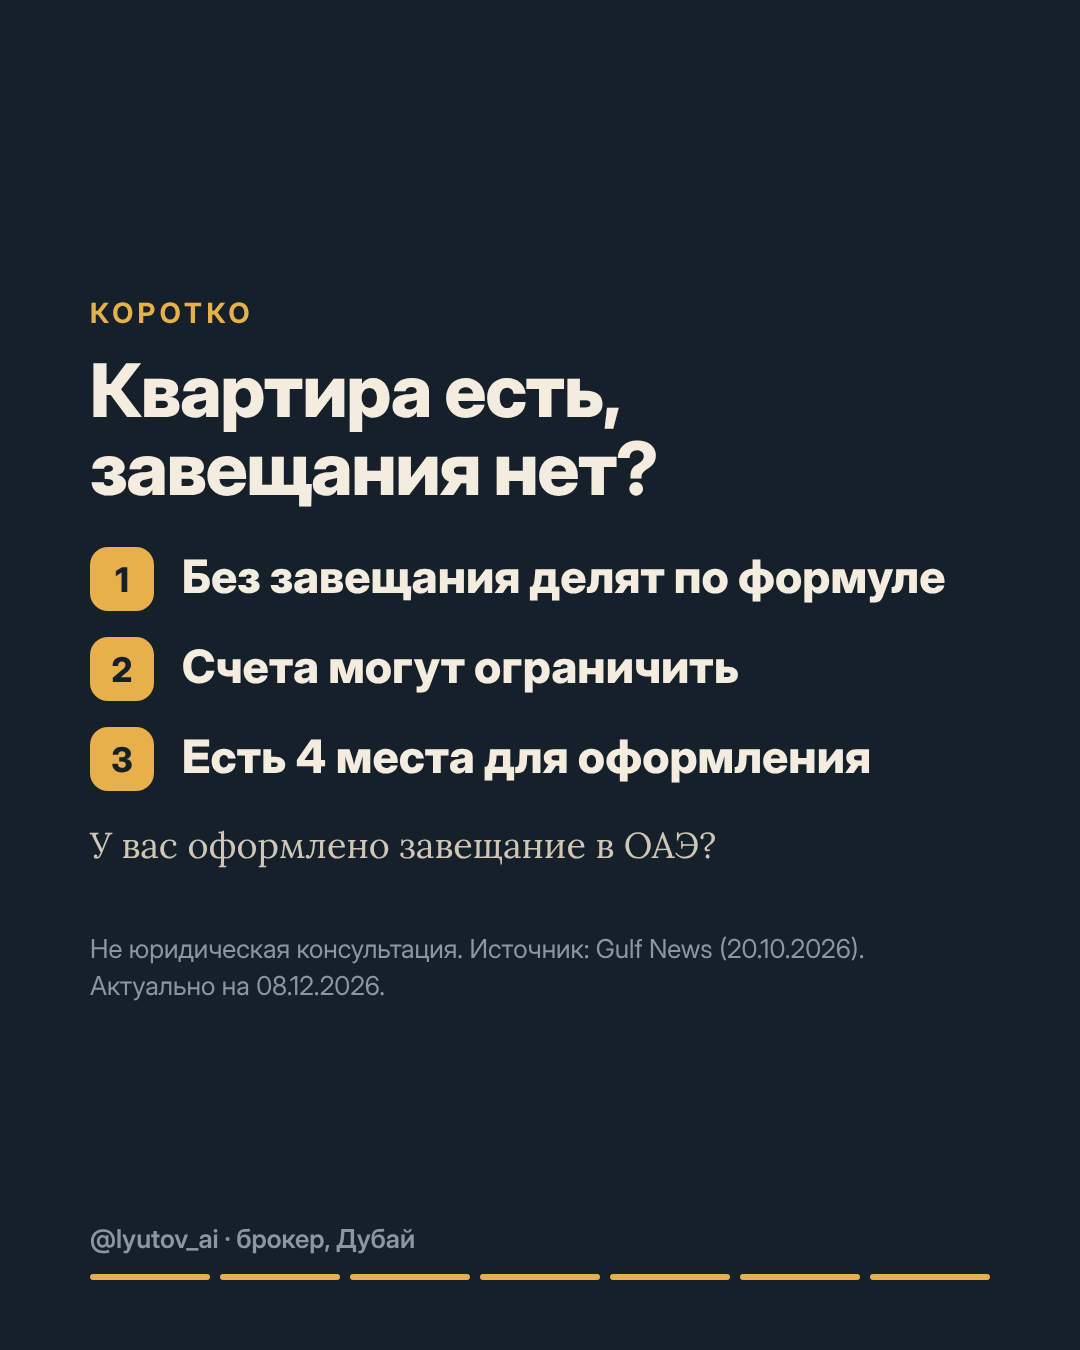 КОРОТКО
Квартира есть,
завещания нет?
1 Без завещания делят по формуле
2 Счета могут ограничить
3 Есть 4 места для оформления
У вас оформлено завещание в ОАЭ?
Не юридическая консультация. Источник: Gulf News (20.10.2026).
Актуально на 08.12.2026.
@lyutov_ai · брокер, Дубай